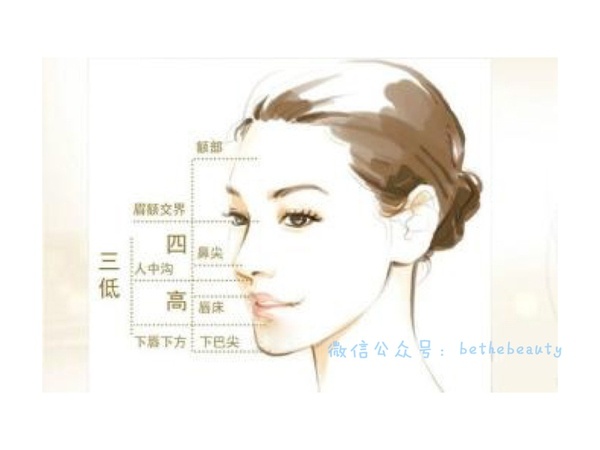 额部
眉额交界
四
鼻尖
三
低
人中沟
高
唇床
下唇下方
下巴尖
微信公众号：bethebeauty